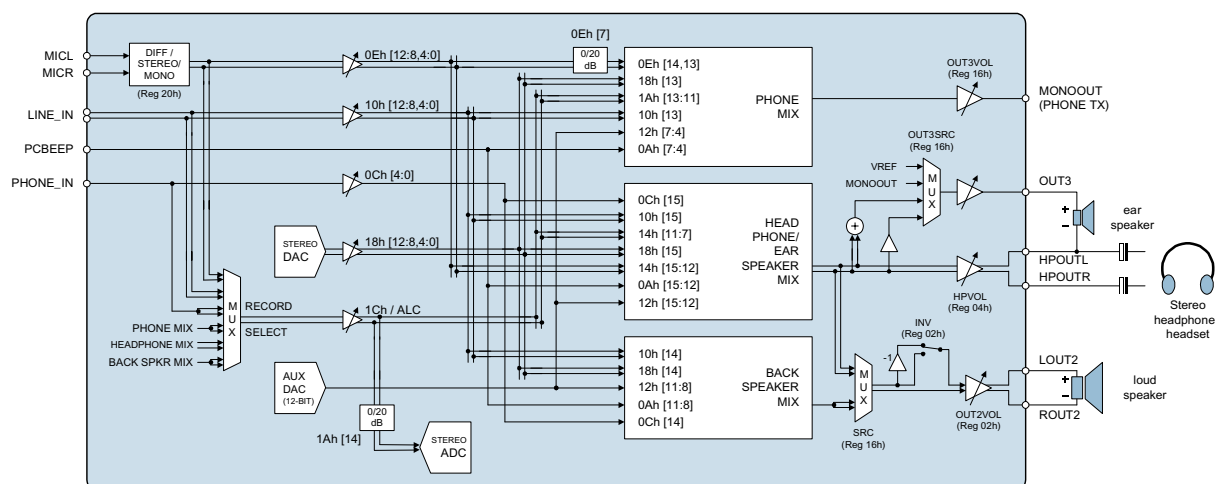 MICL
MICR
LINE_IN
PCBEEP
PHONE_IN
DIFF /
STEREO/
MONO
(Reg 20h)
0Eh [12:8,4:0]
10h [12:8,4:0]
0Ch [4:0]
STEREO
DAC
18h [12:8,4:0]
M
U
X
RECORD
SELECT
1Ch / ALC
PHONE MIX
HEADPHONE MIX
BACK SPKR MIX
AUX
DAC
(12-BIT)
0/20
dB
1Ah [14]
STEREO
ADC
0Eh [7]
0/20
dB
0Eh [14,13]
18h [13]
1Ah [13:11]
10h [13]
12h [7:4]
0Ah [7:4]
PHONE
MIX
0Ch [15]
10h [15]
14h [11:7]
18h [15]
14h [15:12]
0Ah [15:12]
12h [15:12]
HEAD
PHONE/
EAR
SPEAKER
MIX
10h [14]
18h [14]
12h [11:8]
0Ah [11:8]
0Ch [14]
BACK
SPEAKER
MIX
OUT3VOL
(Reg 16h)
OUT3SRC
(Reg 16h)
VREF
MONOOUT
M
U
X
+
HPVOL
(Reg 04h)
INV
(Reg 02h)
-1
M
U
X
SRC
(Reg 16h)
OUT2VOL
(Reg 02h)
MONOOUT
(PHONE TX)
OUT3
+
−
ear
speaker
HPOUTL
HPOUTR
Stereo
headphone
headset
LOUT2
+
−
ROUT2
loud
speaker